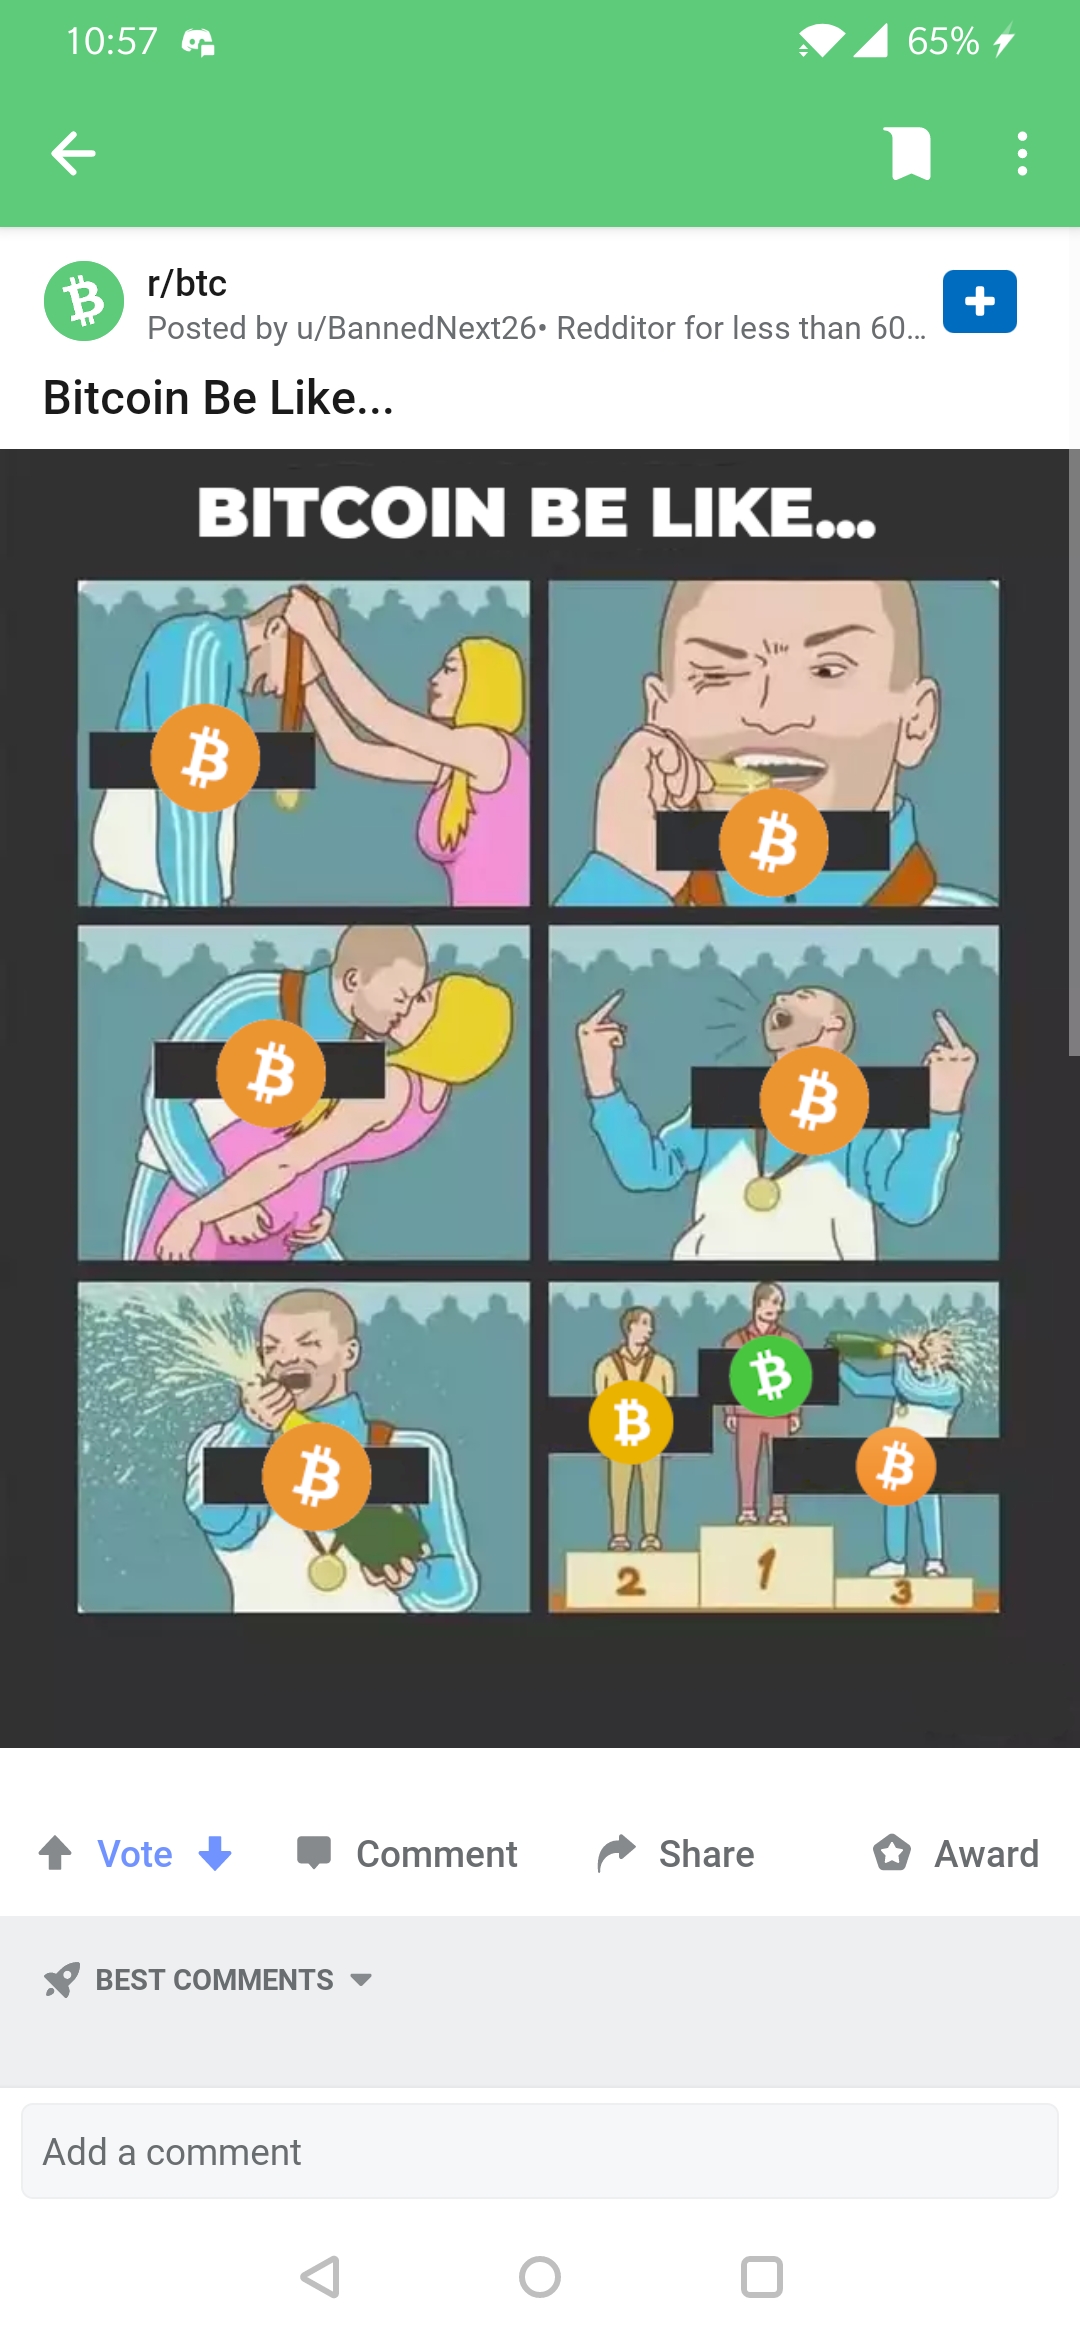 10:57
65%
r/btc
Posted by u/BannedNext26• Redditor for less than 60...
Bitcoin Be Like...
BITCOIN BE LIKE...
2
1
3
Vote
Comment
Share
Award
BEST COMMENTS
Add a comment